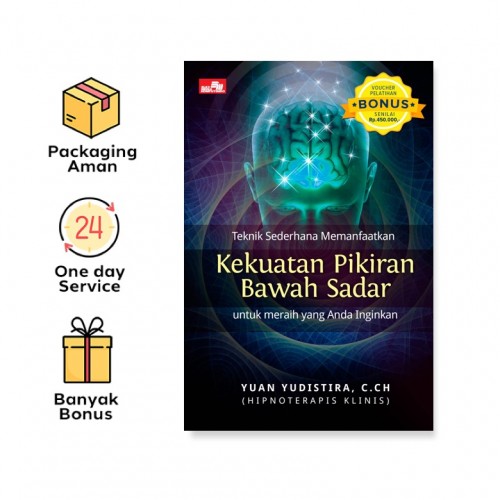 Packaging
Aman
24
One day
Service
Banyak
Bonus
VOUCHER
PELATIHAN
BONUS
SENILAI
Rp.450.000,-
Teknik Sederhana Memanfaatkan
Kekuatan Pikiran
Bawah Sadar
untuk meraih yang Anda Inginkan
YUAN YUDISTIRA, C.CH
(HIPNOTERAPIS KLINIS)